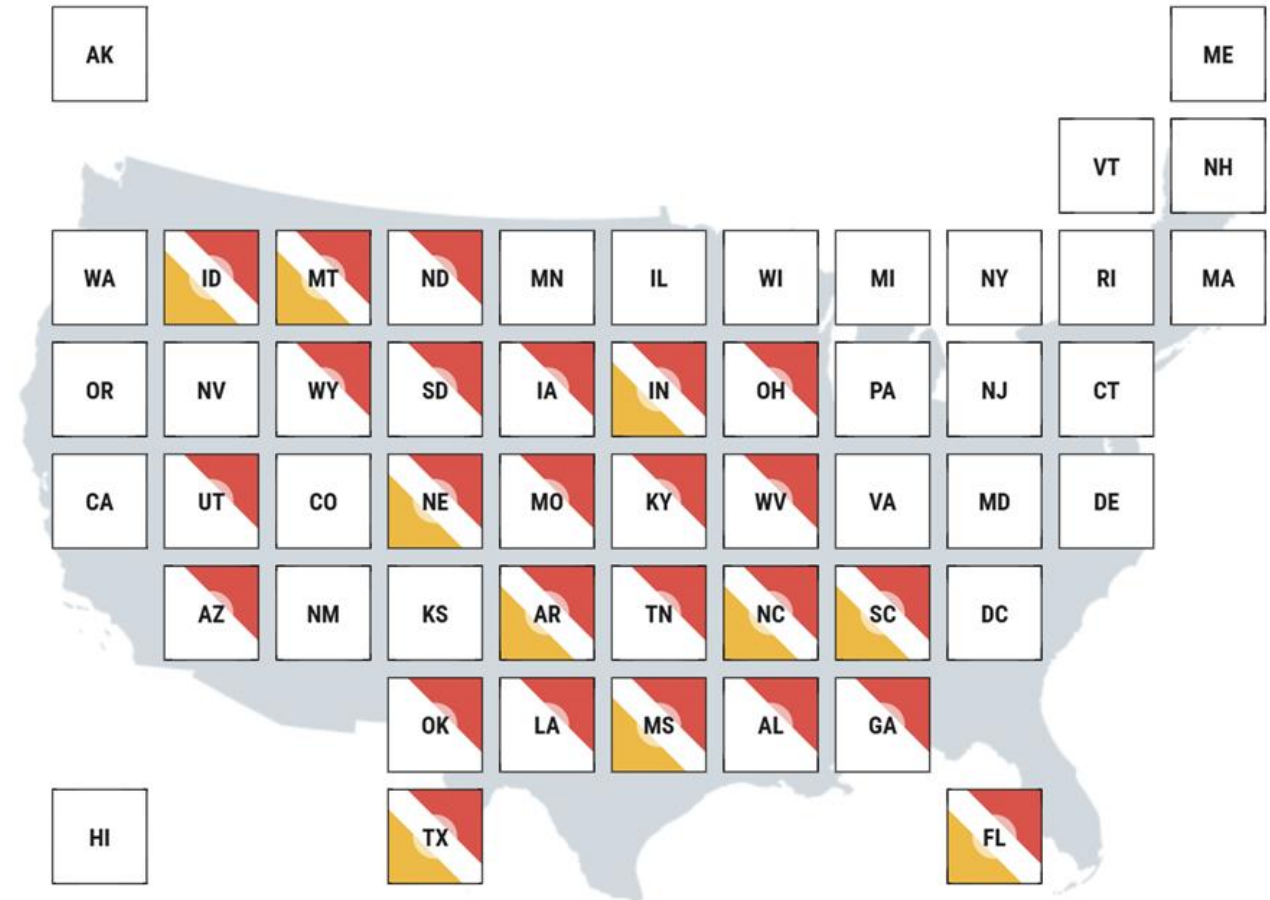 AK ME
VT NH
WA ID MT ND MN IL WI MI NY RI MA
OR NV WY SD IA IN OH PA NJ CT
CA UT CO NE MO KY WV VA MD DE
AZ NM KS AR TN NC SC DC
OK LA MS AL GA
HI TX FL